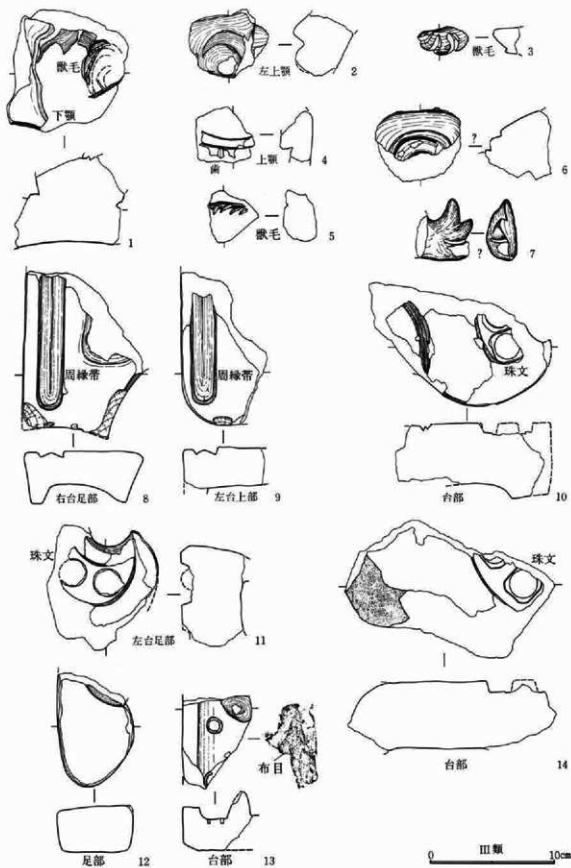 獣毛
下顎
1
左上顎
2
獣毛
3
歯
上顎
4
獣毛
5
?
6
?
7
周縁帯
右台足部
8
周縁帯
左台上部
9
珠文
台部
10
珠文
左台足部
11
足部
12
布目
台部
13
珠文
台部
14
III類
0
10cm